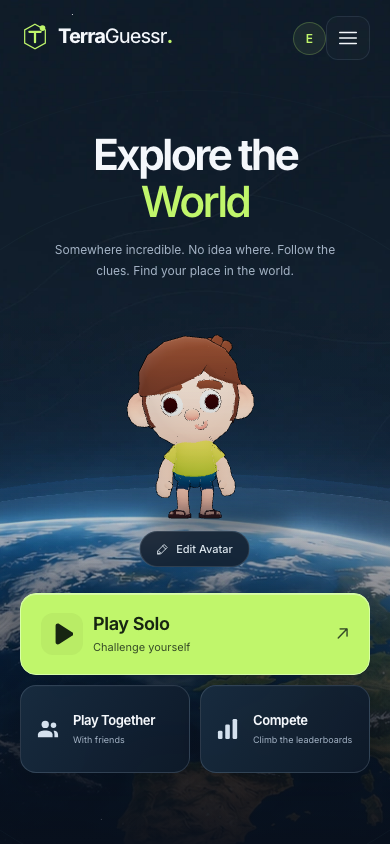 TerraGuessr.
E
Explore the
World
Somewhere incredible. No idea where. Follow the
clues. Find your place in the world.
Edit Avatar
Play Solo
Challenge yourself
Play Together
With friends
Compete
Climb the leaderboards